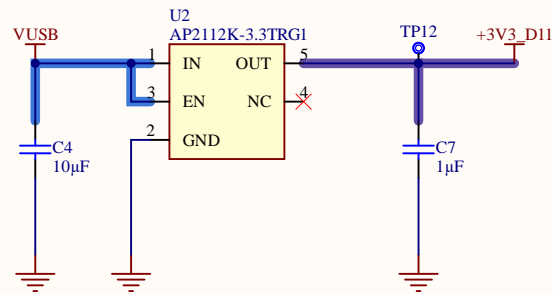 U2
AP2112K-3.3TRG1
VUSB
TP12
+3V3_D11
1
IN
OUT
5
3
EN
NC
4
2
GND
C4
10µF
C7
1µF